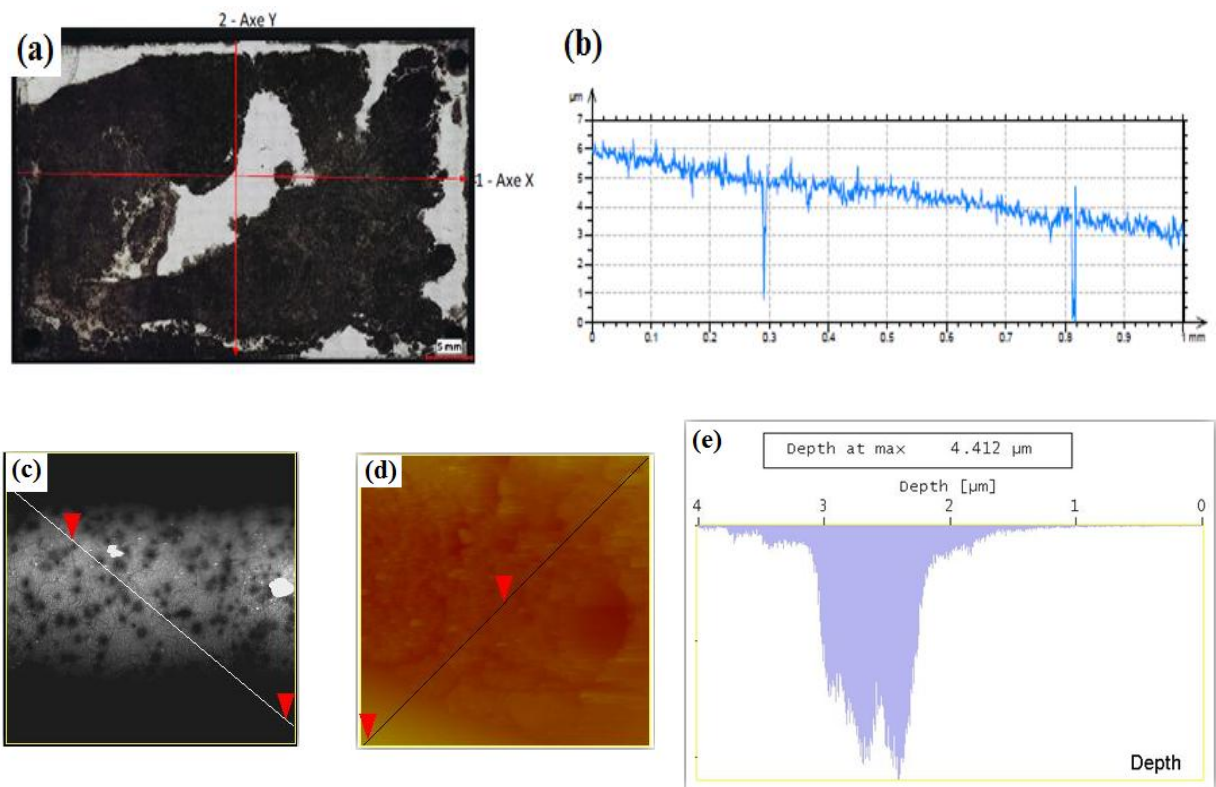 2 - Axe Y
(a)
1 - Axe X
5 mm
(b)
µm
7
6
5
4
3
2
1
0
0 0.1 0.2 0.3 0.4 0.5 0.6 0.7 0.8 0.9 1 mm
(c)
(d)
(e)
Depth at max 4.412 µm
Depth [µm]
4 3 2 1 0
Depth